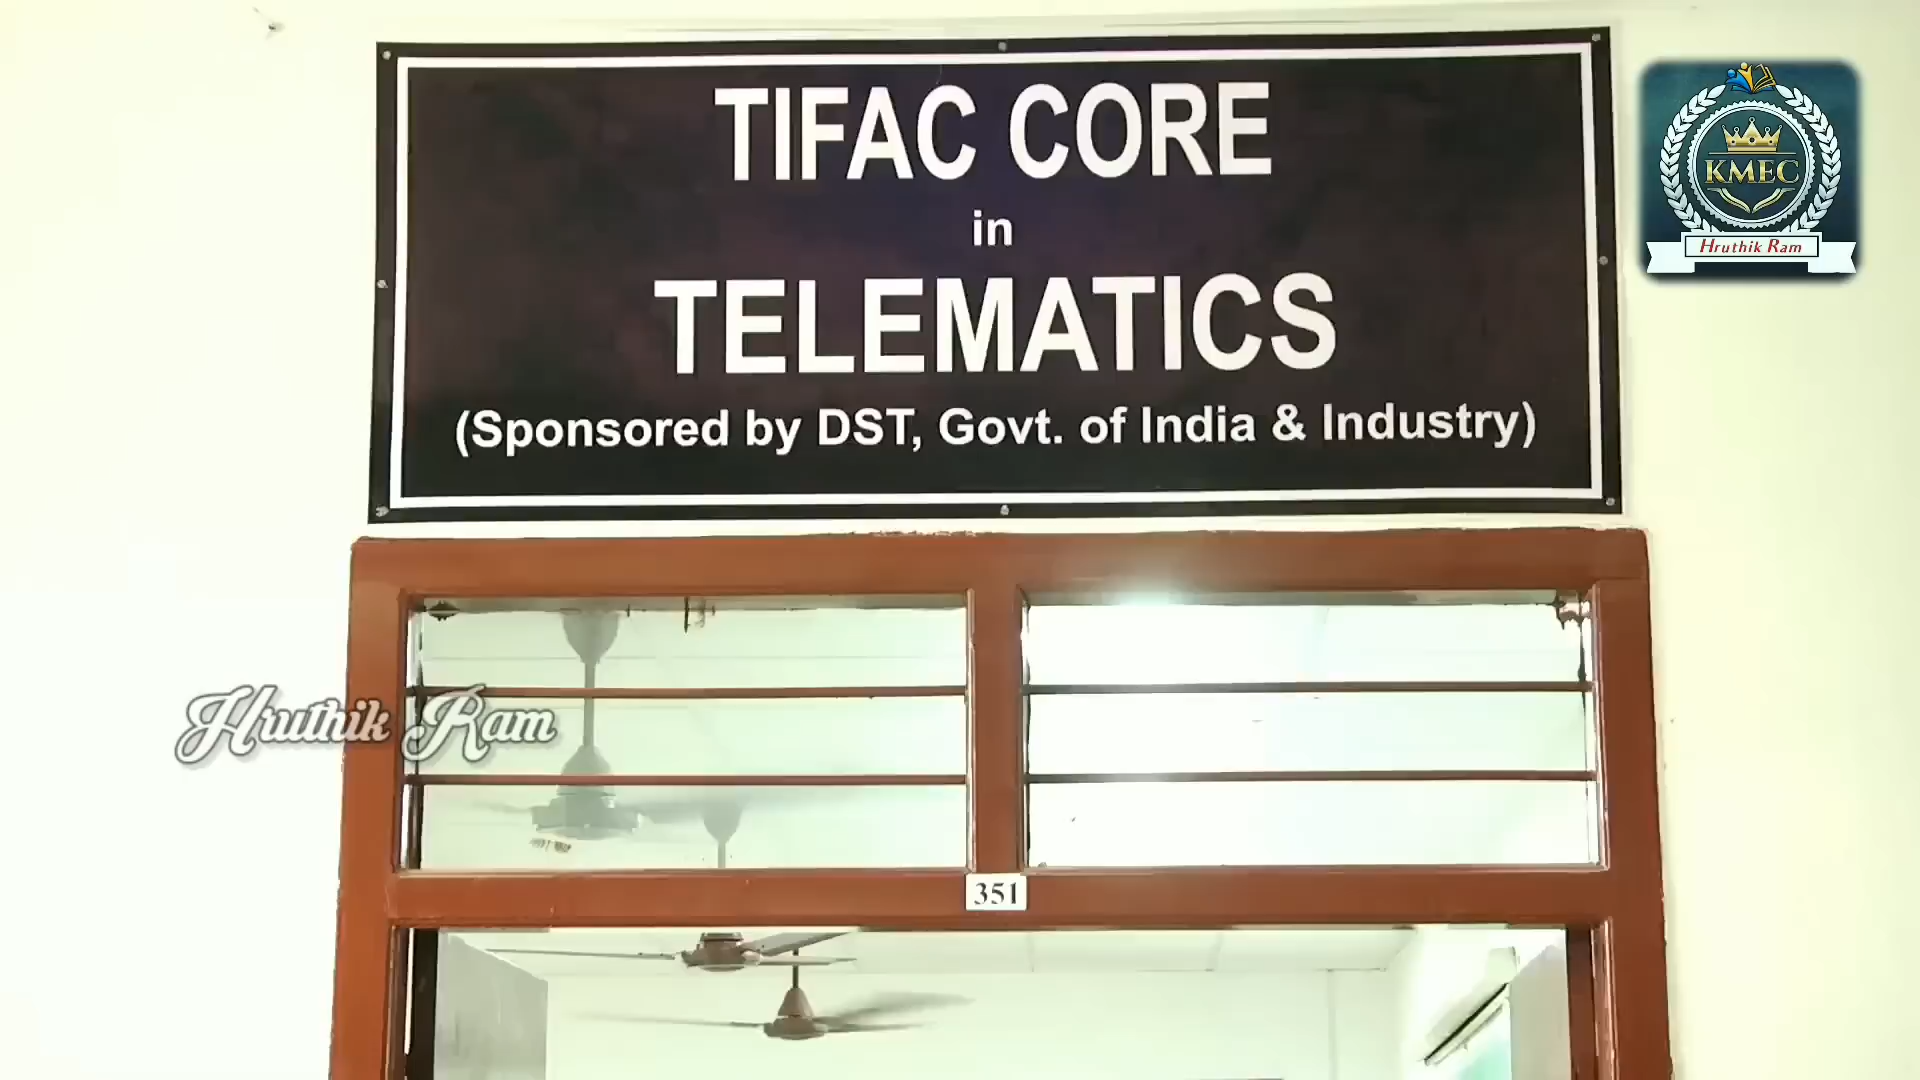 TIFAC CORE
in
TELEMATICS
(Sponsored by DST, Govt. of India & Industry)
KMEC
Hruthik Ram
Hruthik Ram
351